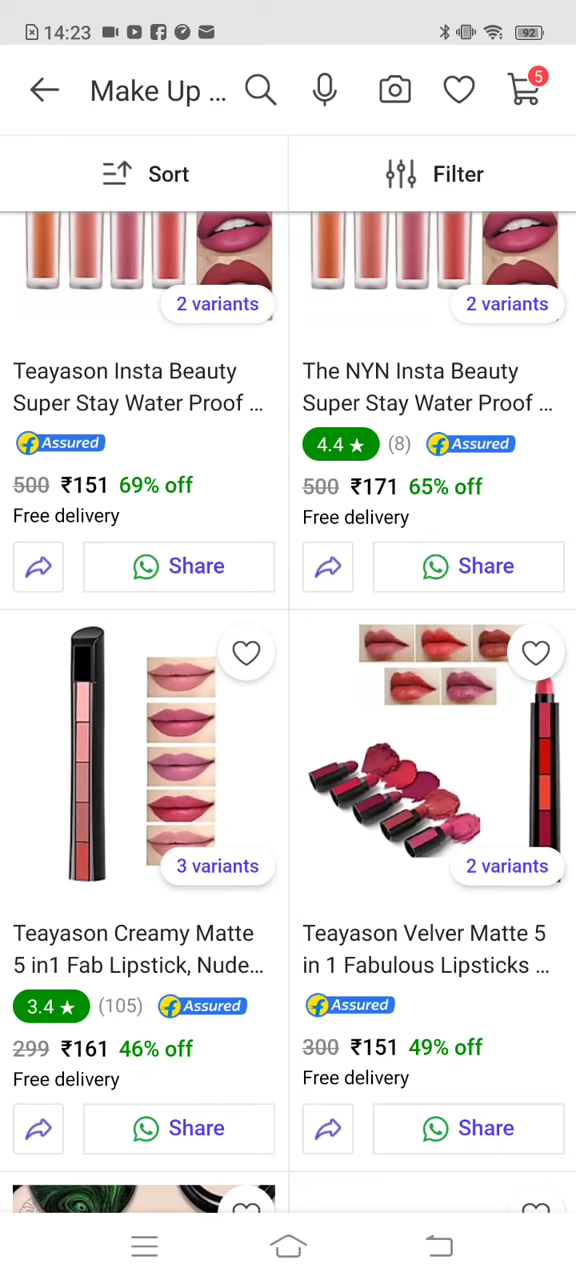 14:23
92
Make Up ...
5
Sort
Filter
2 variants
2 variants
Teayason Insta Beauty
Super Stay Water Proof ...
Assured
500 ₹151 69% off
Free delivery
Share
The NYN Insta Beauty
Super Stay Water Proof ...
4.4 ★ (8) Assured
500 ₹171 65% off
Free delivery
Share
3 variants
2 variants
Teayason Creamy Matte
5 in1 Fab Lipstick, Nude...
3.4 ★ (105) Assured
299 ₹161 46% off
Free delivery
Share
Teayason Velver Matte 5
in 1 Fabulous Lipsticks ...
Assured
300 ₹151 49% off
Free delivery
Share